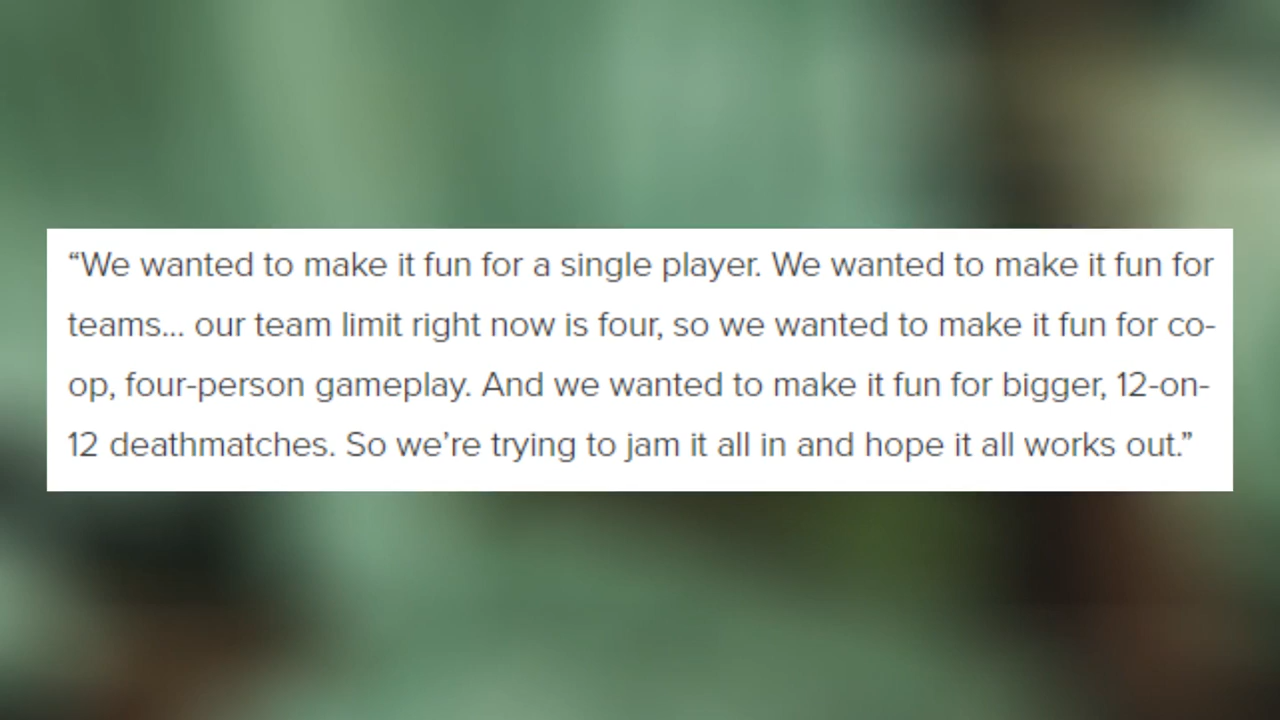 “We wanted to make it fun for a single player. We wanted to make it fun for
teams... our team limit right now is four, so we wanted to make it fun for co-
op, four-person gameplay. And we wanted to make it fun for bigger, 12-on-
12 deathmatches. So we’re trying to jam it all in and hope it all works out.”